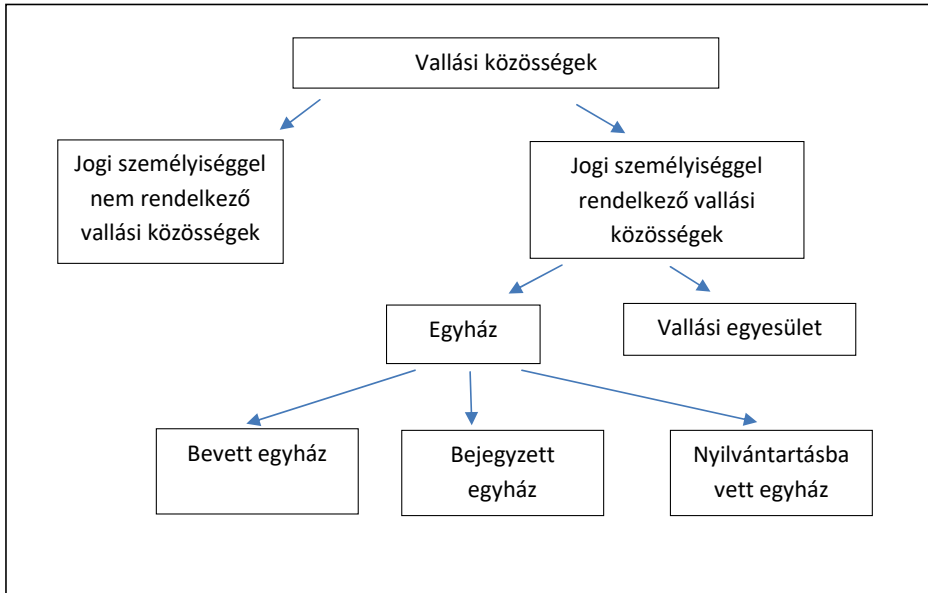 Vallási közösségek
Jogi személyiséggel
nem rendelkező
vallási közösségek
Jogi személyiséggel
rendelkező vallási
közösségek
Egyház
Vallási egyesület
Bevett egyház
Bejegyzett
egyház
Nyilvántartásba
vett egyház